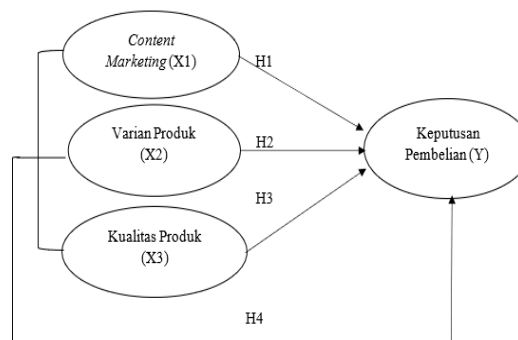 Content
Marketing (X1)
H1
Varian Produk
(X2)
H2
Keputusan
Pembelian (Y)
H3
Kualitas Produk
(X3)
H4